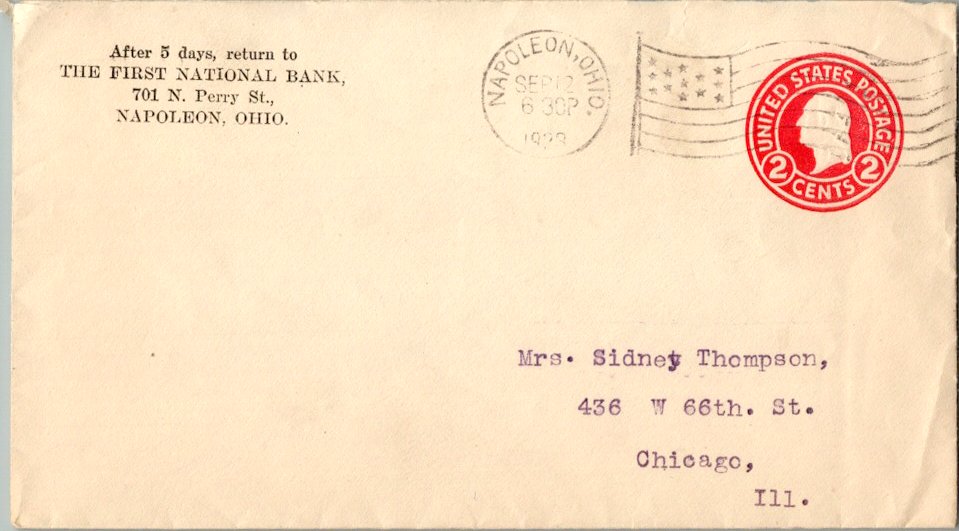 After 5 days, return to
THE FIRST NATIONAL BANK,
701 N. Perry St.,
NAPOLEON, OHIO.
NAPOLEON, OHIO.
SEP 12
6 30P
UNITED STATES POSTAGE
2 2
CENTS
Mrs. Sidney Thompson,
436 W 66th. St.
Chicago,
Ill.